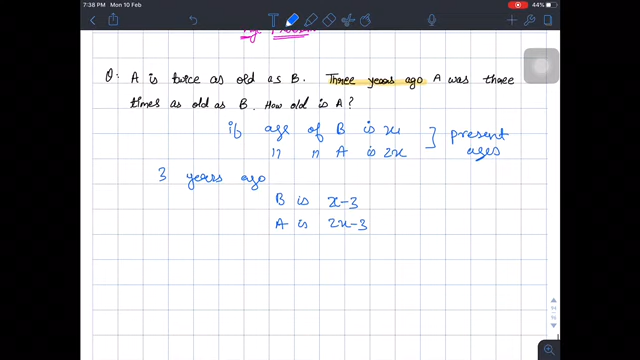 7:38 PM Mon 10 Feb
44%
Age Problem
Q: A is twice as old as B. Three years ago A was three
times as old as B. How old is A?
if age of B is x
" " A is 2x } present ages
3 years ago
B is x-3
A is 2x-3